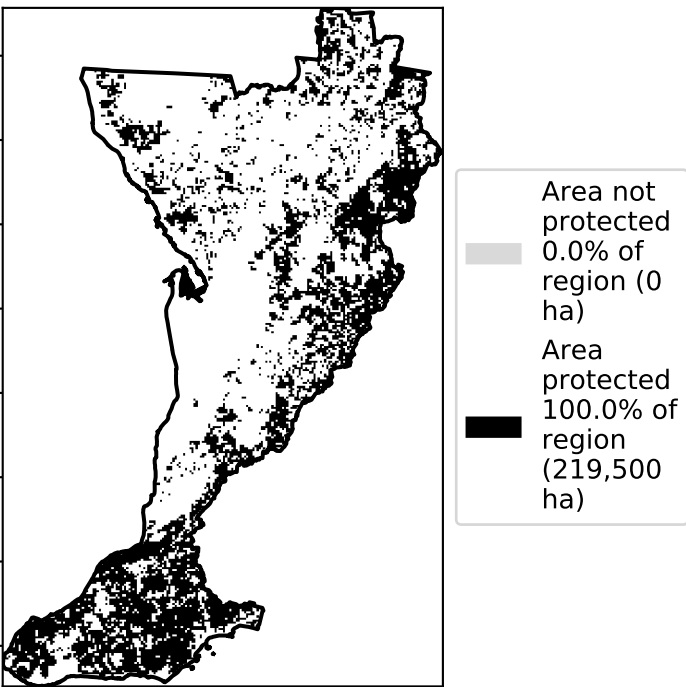 Area not
protected
0.0% of
region (0
ha)
Area
protected
100.0% of
region
(219,500
ha)